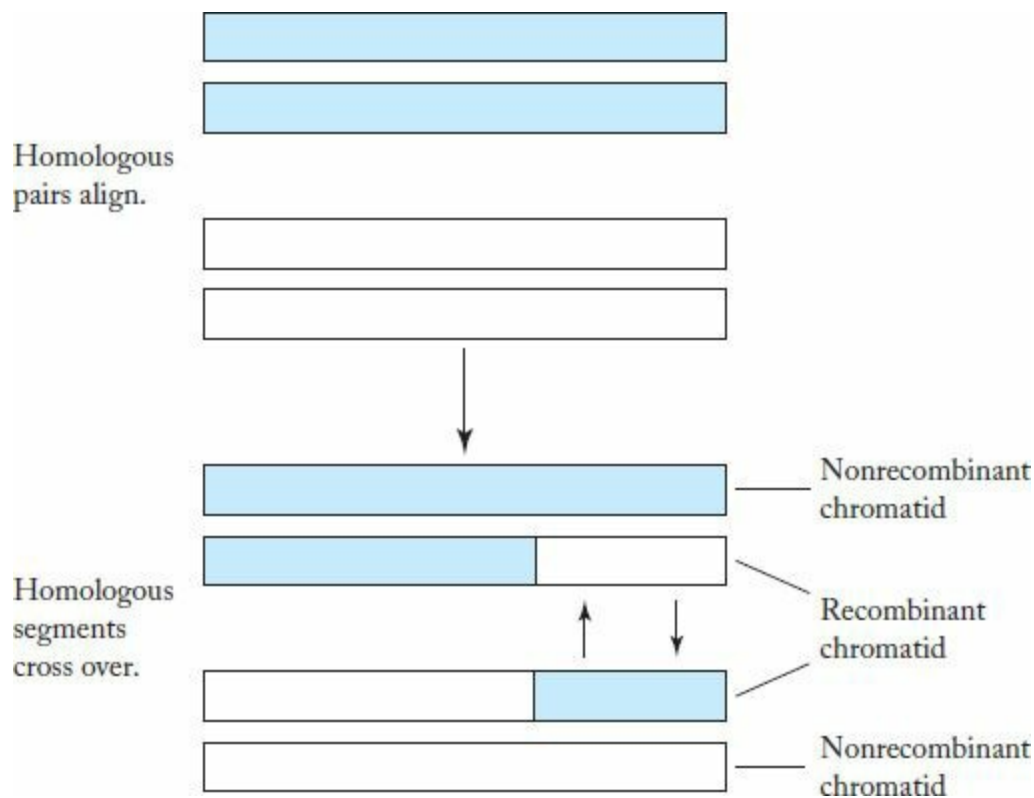 Homologous
pairs align.
Nonrecombinant
chromatid
Homologous
segments
cross over.
Recombinant
chromatid
Nonrecombinant
chromatid